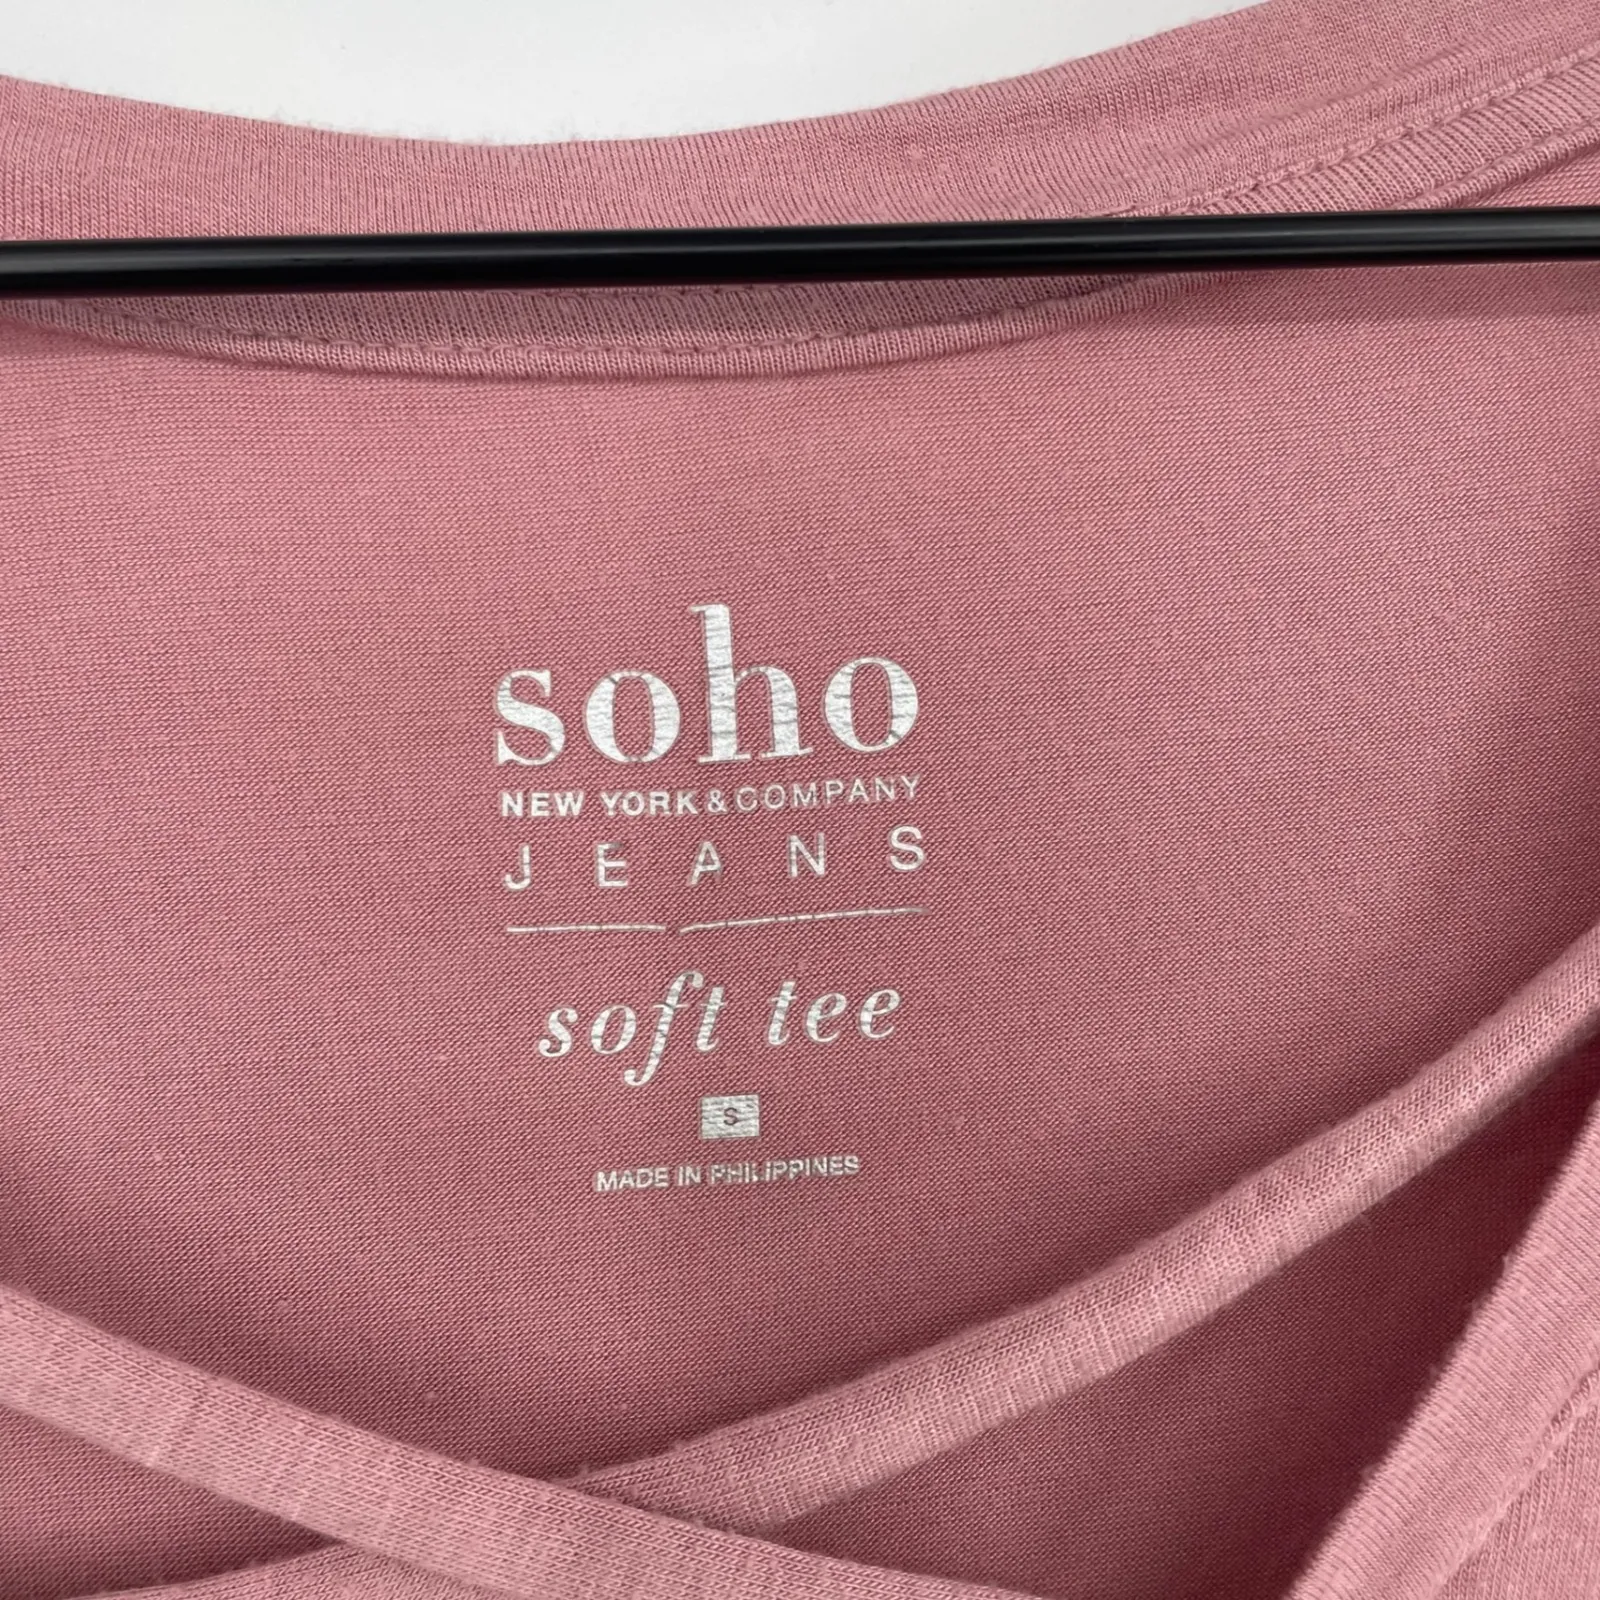 soho
NEW YORK & COMPANY
JEANS
soft tee
S
MADE IN PHILIPPINES